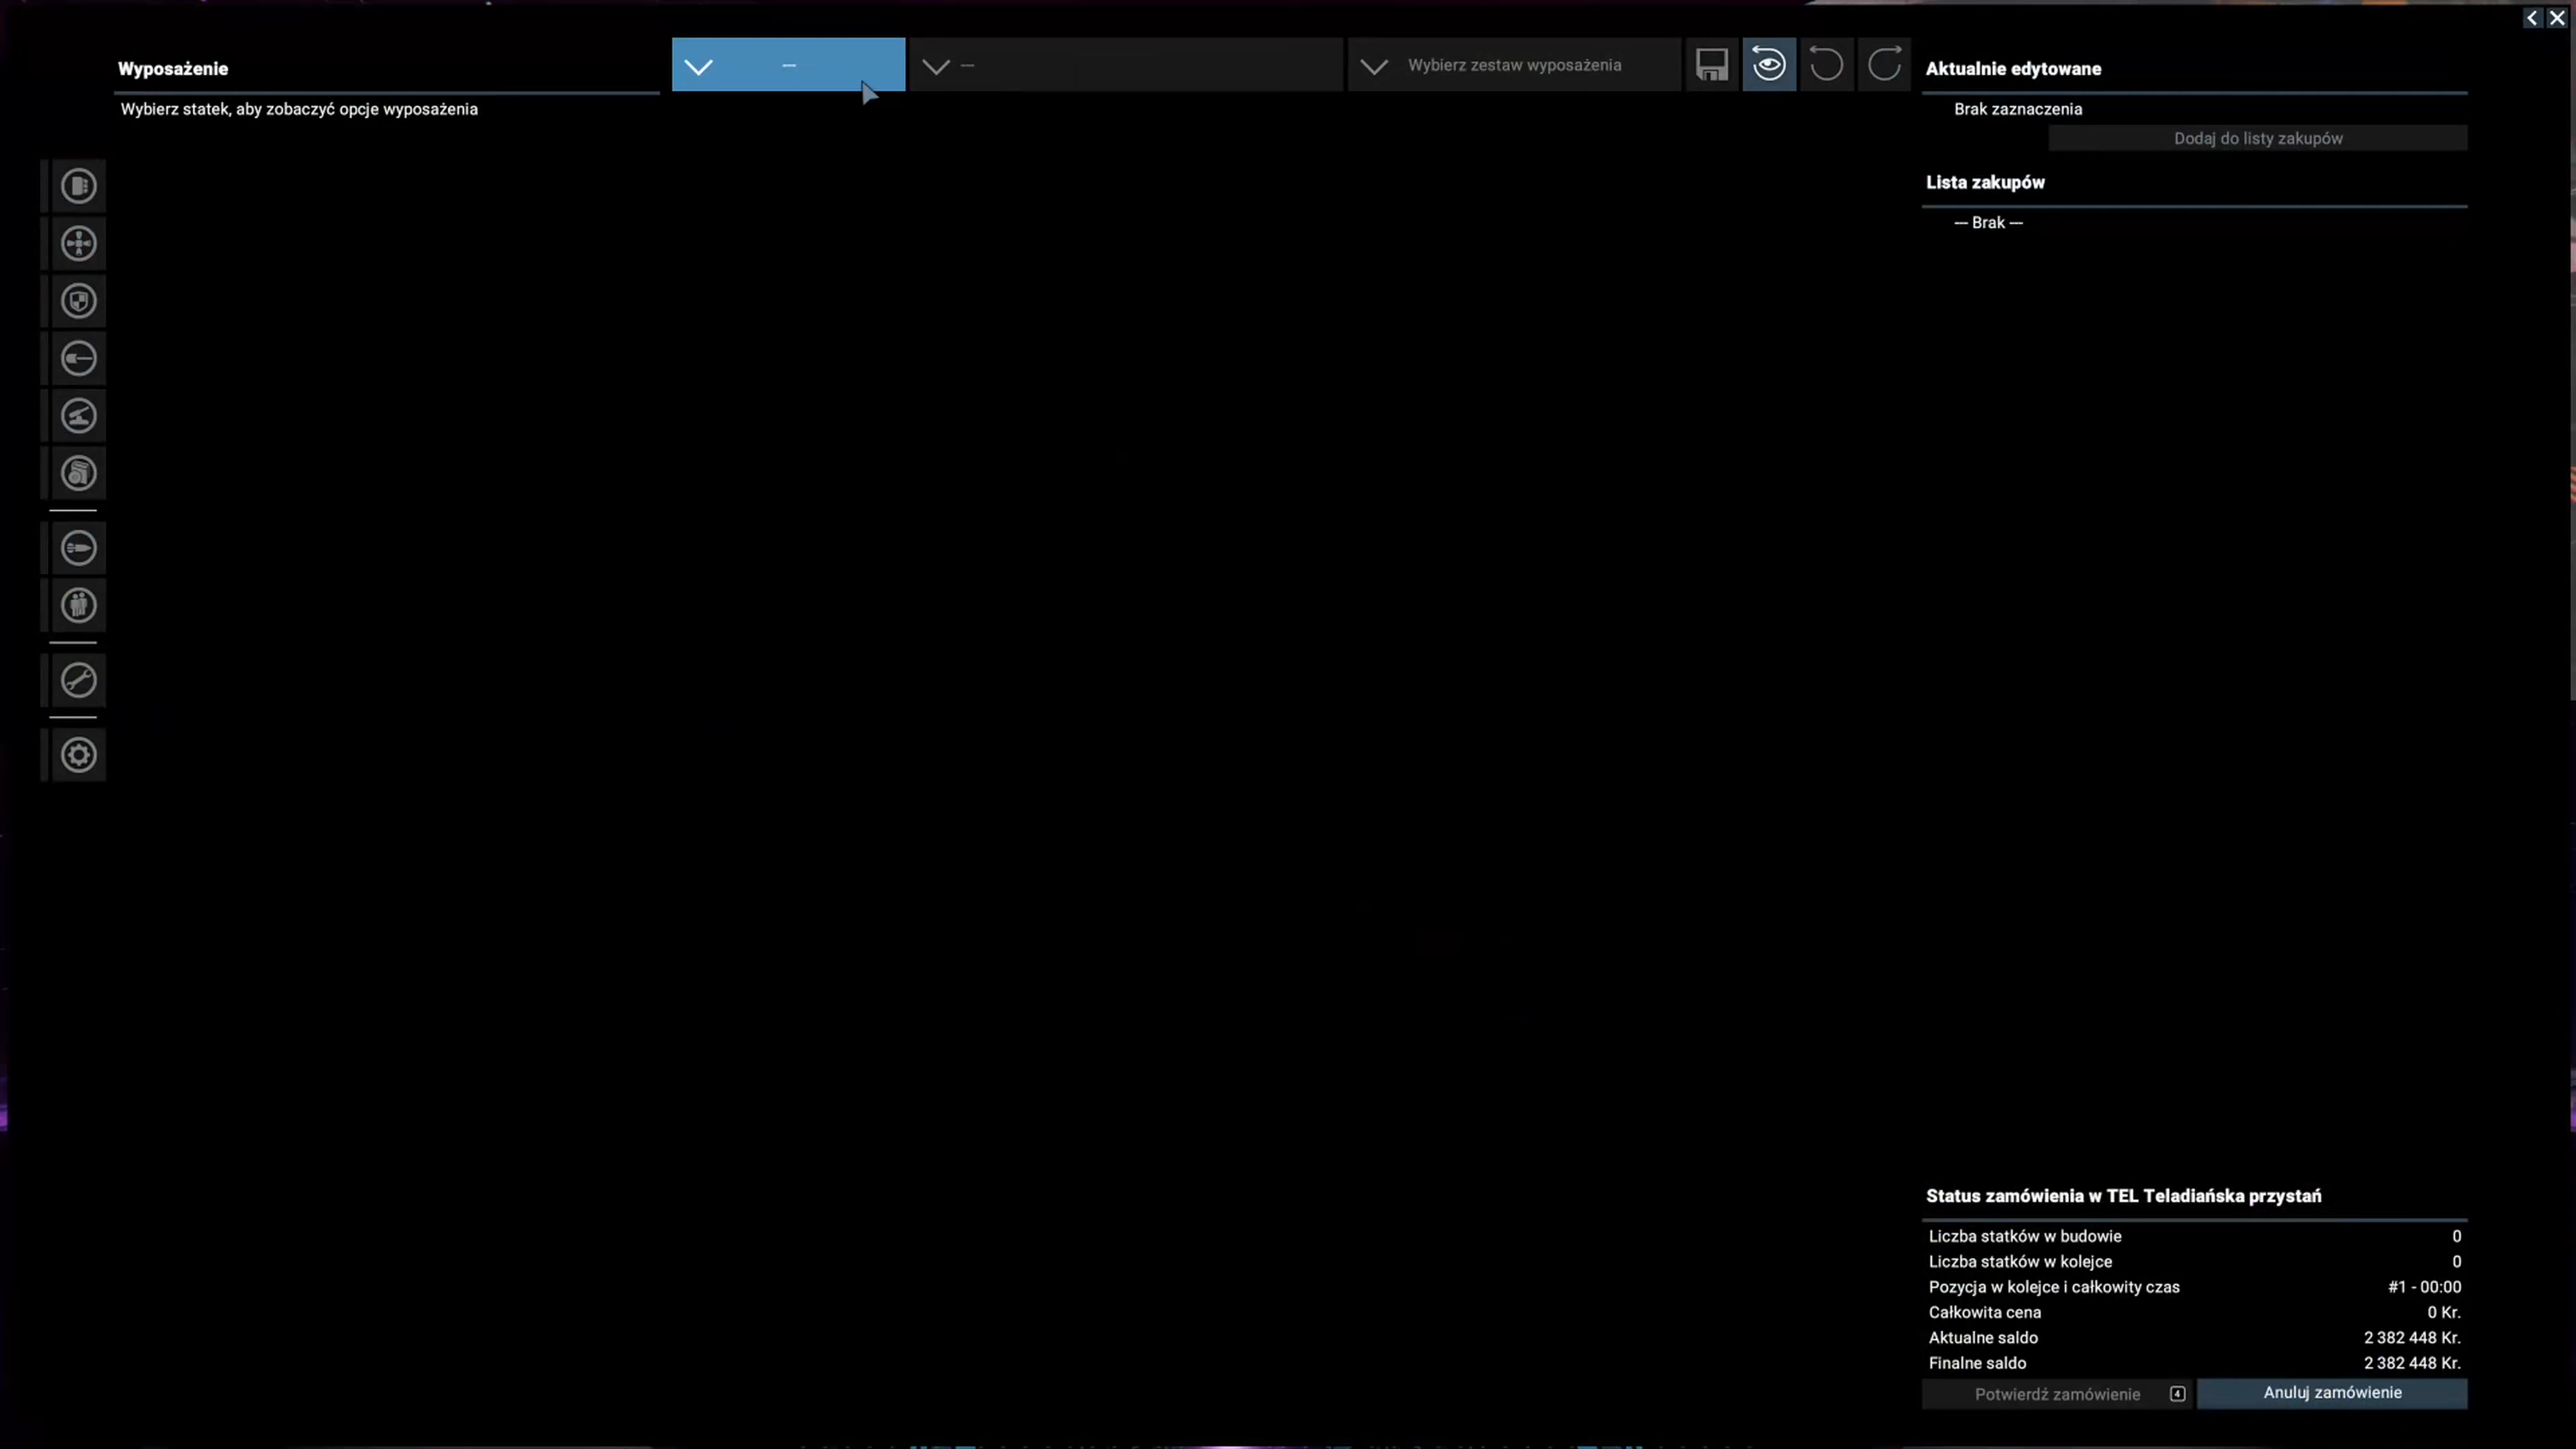 Wyposażenie
Wybierz statek, aby zobaczyć opcje wyposażenia
—
—
Wybierz zestaw wyposażenia
Aktualnie edytowane
Brak zaznaczenia
Dodaj do listy zakupów
Lista zakupów
— Brak —
Status zamówienia w TEL Teladiańska przystań
Liczba statków w budowie 0
Liczba statków w kolejce 0
Pozycja w kolejce i całkowity czas #1 - 00:00
Całkowita cena 0 Kr.
Aktualne saldo 2 382 448 Kr.
Finalne saldo 2 382 448 Kr.
Potwierdź zamówienie 4 Anuluj zamówienie